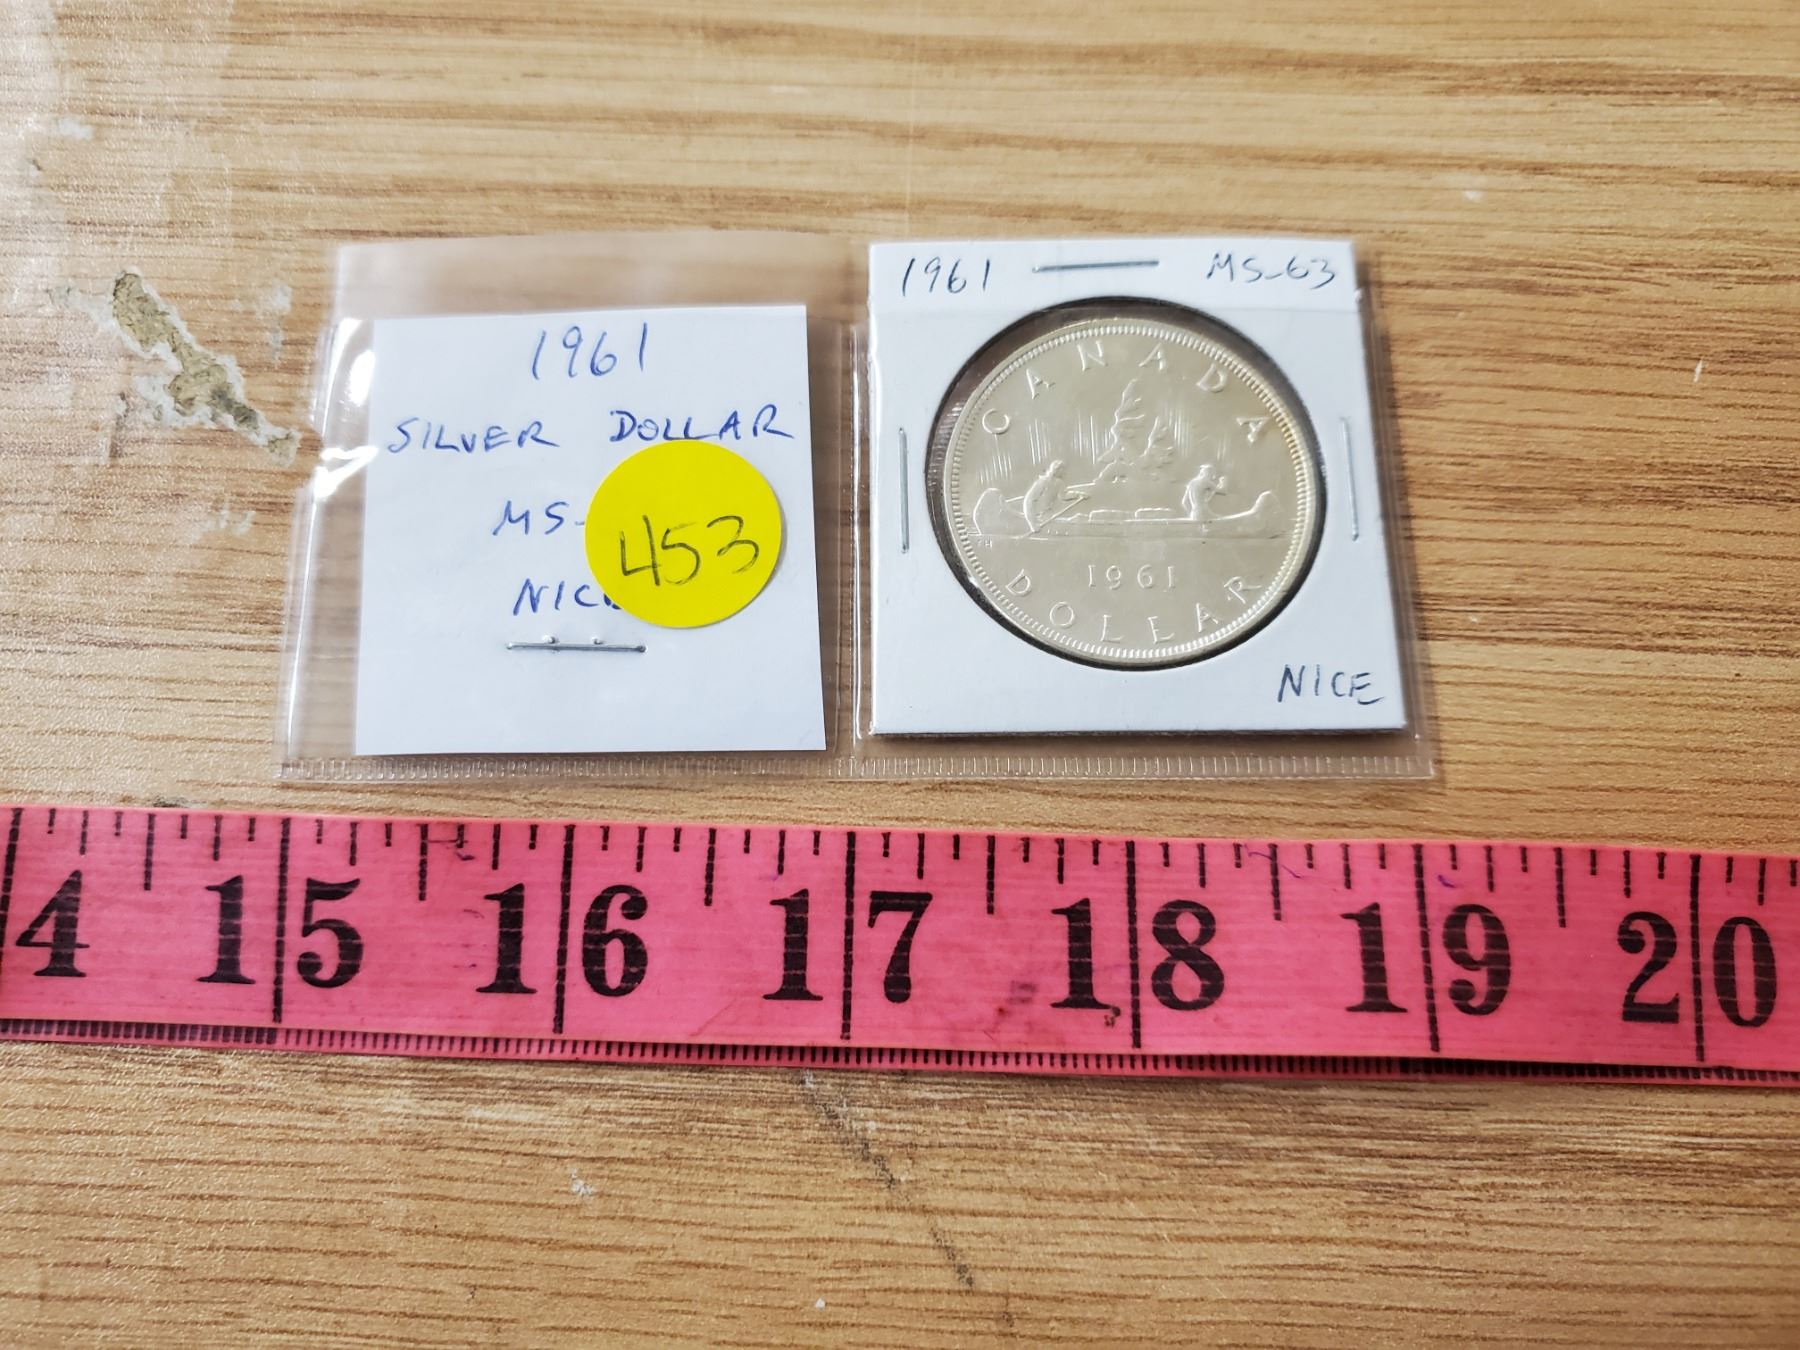 1961
SILVER DOLLAR
MS-
453
1961 MS-63
CANADA
1961
DOLLAR
NICE
4 15 16 17 18 19 20